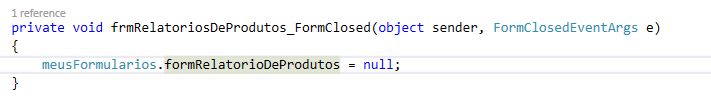 1 reference
private void frmRelatoriosDeProdutos_FormClosed(object sender, FormClosedEventArgs e)
{
meusFormularios.formRelatorioDeProdutos = null;
}